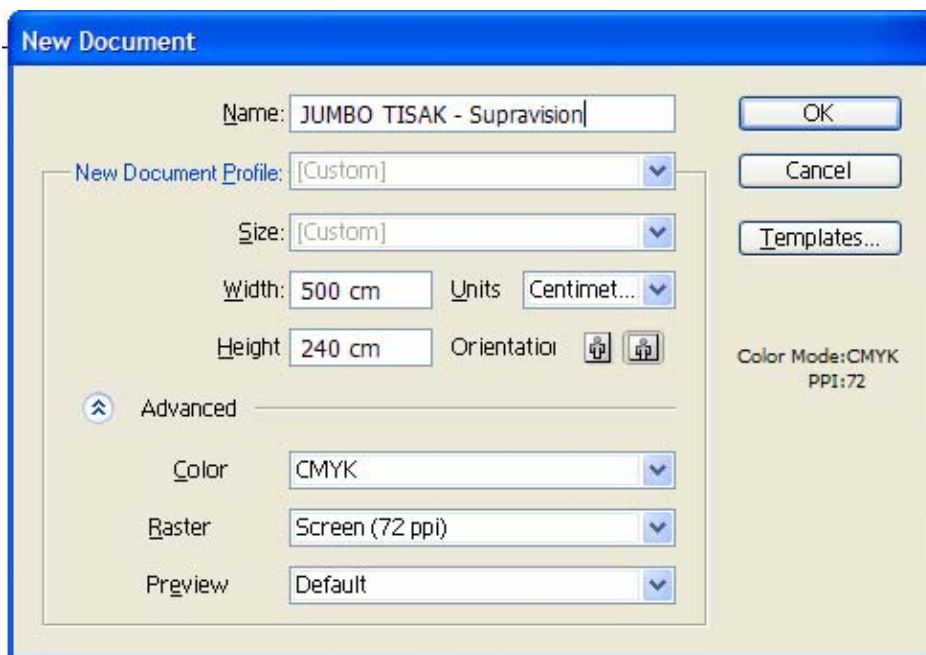 New Document
Name: JUMBO TISAK - Supravision
OK
New Document Profile: [Custom]
Cancel
Size: [Custom]
Templates...
Width: 500 cm Units Centimet...
Height 240 cm Orientation
Color Mode:CMYK
PPI:72
Advanced
Color CMYK
Raster Screen (72 ppi)
Preview Default